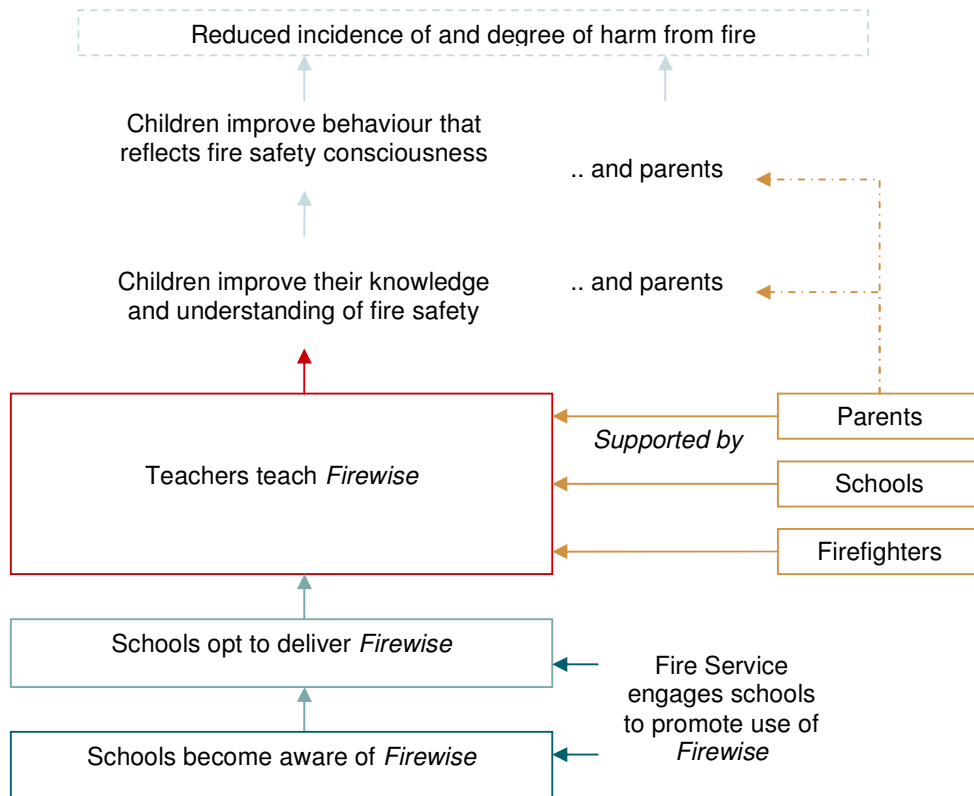 Reduced incidence of and degree of harm from fire
Children improve behaviour that
reflects fire safety consciousness
.. and parents
Children improve their knowledge
and understanding of fire safety
.. and parents
Teachers teach Firewise
Supported by
Parents
Schools
Firefighters
Schools opt to deliver Firewise
Fire Service
engages schools
to promote use of
Firewise
Schools become aware of Firewise